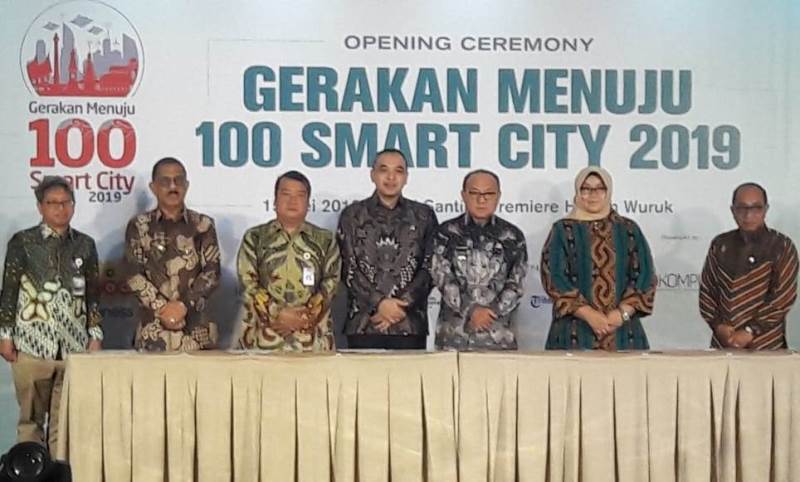 OPENING CEREMONY
GERAKAN MENUJU
100 SMART CITY 2019
Premiere Wuruk
Gerakan Menuju
100
Smart City
2019